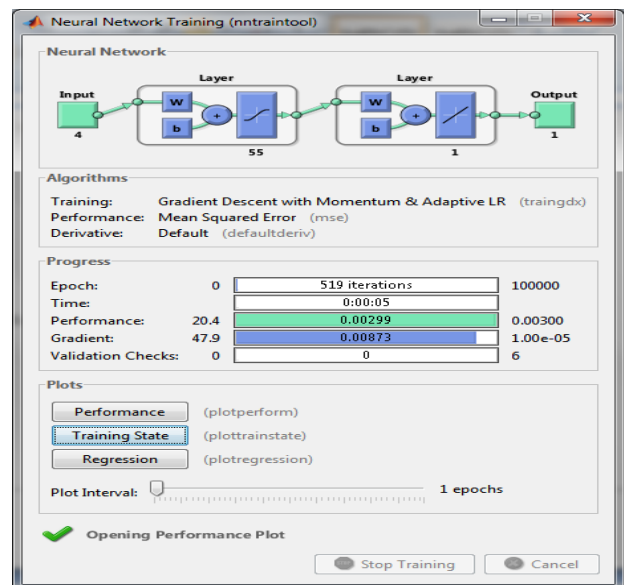 Neural Network Training (nntraintool)
Neural Network
Layer Layer
Input Output
W W
+ +
b b
4 55 1 1
Algorithms
Training: Gradient Descent with Momentum & Adaptive LR (traingdx)
Performance: Mean Squared Error (mse)
Derivative: Default (defaultderiv)
Progress
Epoch: 0 519 iterations 100000
Time: 0:00:05
Performance: 20.4 0.00299 0.00300
Gradient: 47.9 0.00873 1.00e-05
Validation Checks: 0 0 6
Plots
Performance (plotperform)
Training State (plottrainstate)
Regression (plotregression)
Plot Interval: 1 epochs
Opening Performance Plot
Stop Training Cancel